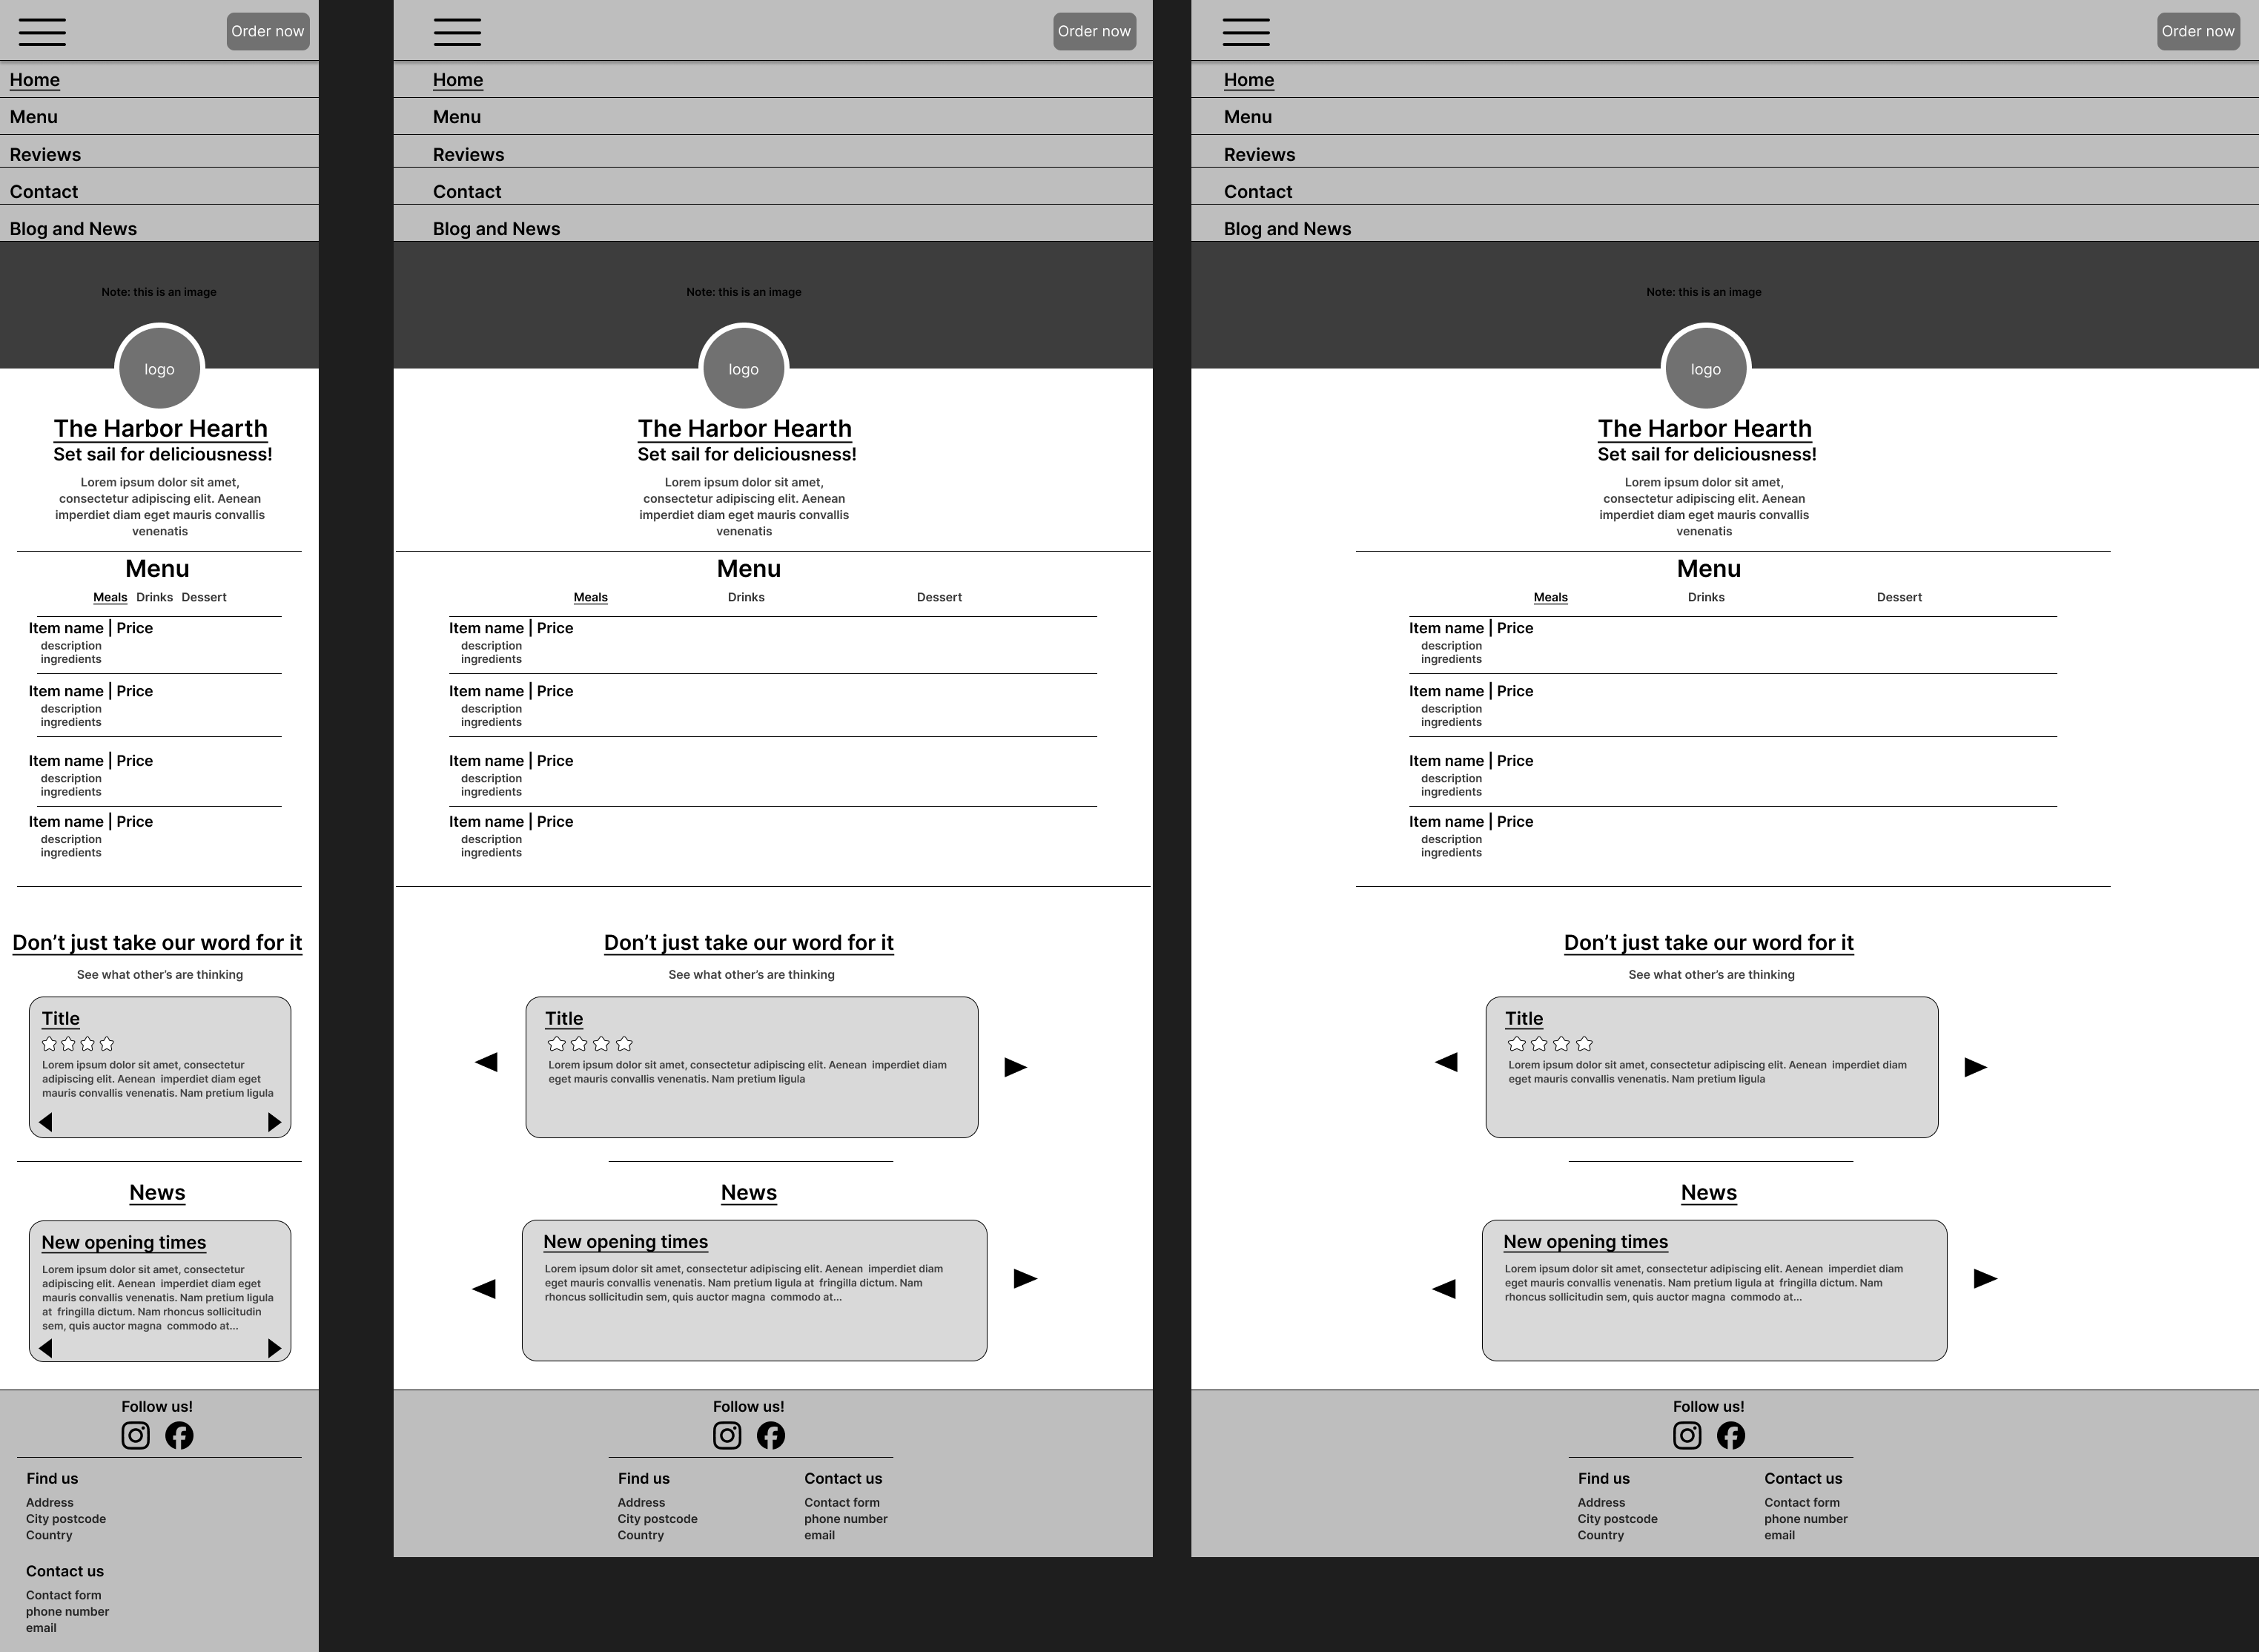 Order now
Home
Menu
Reviews
Contact
Blog and News
Note: this is an image
logo
The Harbor Hearth
Set sail for deliciousness!
Lorem ipsum dolor sit amet,
consectetur adipiscing elit. Aenean
imperdiet diam eget mauris convallis
venenatis
Menu
Meals Drinks Dessert
Item name | Price
description
ingredients
Item name | Price
description
ingredients
Item name | Price
description
ingredients
Item name | Price
description
ingredients
Don’t just take our word for it
See what other’s are thinking
Title
Lorem ipsum dolor sit amet, consectetur
adipiscing elit. Aenean imperdiet diam eget
mauris convallis venenatis. Nam pretium ligula
News
New opening times
Lorem ipsum dolor sit amet, consectetur
adipiscing elit. Aenean imperdiet diam eget
mauris convallis venenatis. Nam pretium ligula
at fringilla dictum. Nam rhoncus sollicitudin
sem, quis auctor magna commodo at...
Follow us!
Find us
Address
City postcode
Country
Contact us
Contact form
phone number
email
Order now
Home
Menu
Reviews
Contact
Blog and News
Note: this is an image
logo
The Harbor Hearth
Set sail for deliciousness!
Lorem ipsum dolor sit amet,
consectetur adipiscing elit. Aenean
imperdiet diam eget mauris convallis
venenatis
Menu
Meals Drinks Dessert
Item name | Price
description
ingredients
Item name | Price
description
ingredients
Item name | Price
description
ingredients
Item name | Price
description
ingredients
Don’t just take our word for it
See what other’s are thinking
Title
Lorem ipsum dolor sit amet, consectetur adipiscing elit. Aenean imperdiet diam
eget mauris convallis venenatis. Nam pretium ligula
News
New opening times
Lorem ipsum dolor sit amet, consectetur adipiscing elit. Aenean imperdiet diam
eget mauris convallis venenatis. Nam pretium ligula at fringilla dictum. Nam
rhoncus sollicitudin sem, quis auctor magna commodo at...
Follow us!
Find us
Address
City postcode
Country
Contact us
Contact form
phone number
email
Order now
Home
Menu
Reviews
Contact
Blog and News
Note: this is an image
logo
The Harbor Hearth
Set sail for deliciousness!
Lorem ipsum dolor sit amet,
consectetur adipiscing elit. Aenean
imperdiet diam eget mauris convallis
venenatis
Menu
Meals Drinks Dessert
Item name | Price
description
ingredients
Item name | Price
description
ingredients
Item name | Price
description
ingredients
Item name | Price
description
ingredients
Don’t just take our word for it
See what other’s are thinking
Title
Lorem ipsum dolor sit amet, consectetur adipiscing elit. Aenean imperdiet diam
eget mauris convallis venenatis. Nam pretium ligula
News
New opening times
Lorem ipsum dolor sit amet, consectetur adipiscing elit. Aenean imperdiet diam
eget mauris convallis venenatis. Nam pretium ligula at fringilla dictum. Nam
rhoncus sollicitudin sem, quis auctor magna commodo at...
Follow us!
Find us
Address
City postcode
Country
Contact us
Contact form
phone number
email